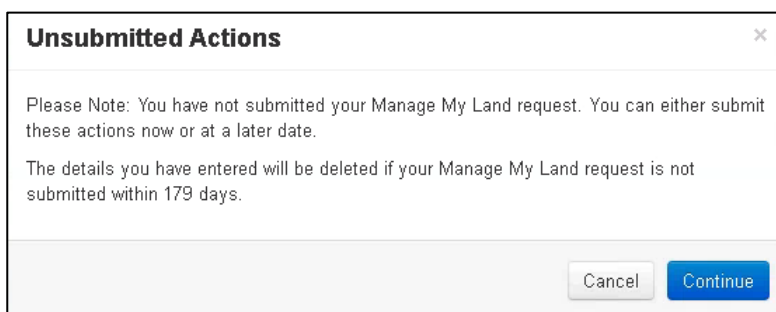 Unsubmitted Actions
×
Please Note: You have not submitted your Manage My Land request. You can either submit
these actions now or at a later date.
The details you have entered will be deleted if your Manage My Land request is not
submitted within 179 days.
Cancel Continue